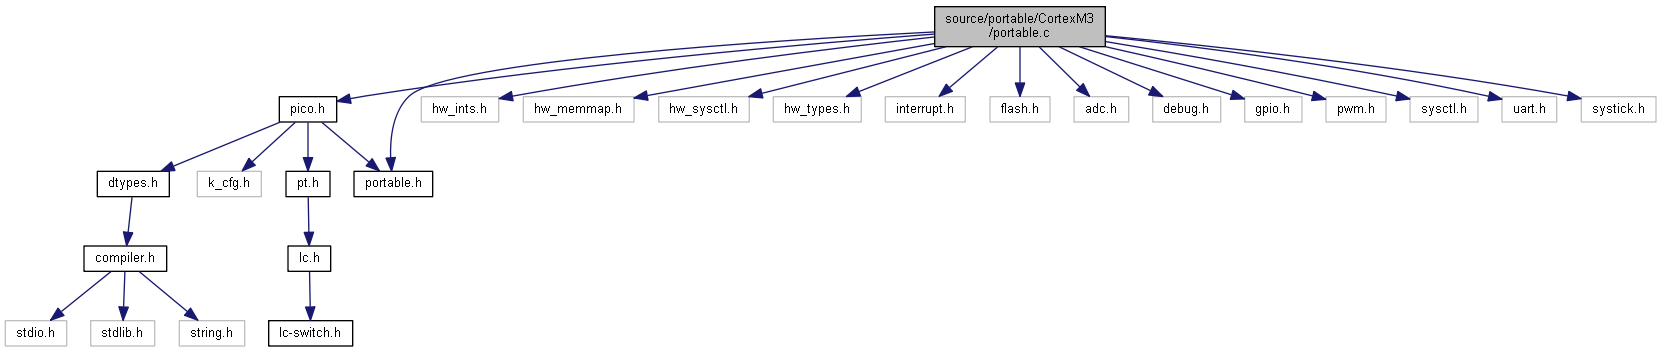 source/portable/CortexM3
/portable.c
pico.h
hw_ints.h
hw_memmap.h
hw_sysctl.h
hw_types.h
interrupt.h
flash.h
adc.h
debug.h
gpio.h
pwm.h
sysctl.h
uart.h
systick.h
dtypes.h
k_cfg.h
pt.h
portable.h
compiler.h
lc.h
stdio.h
stdlib.h
string.h
lc-switch.h